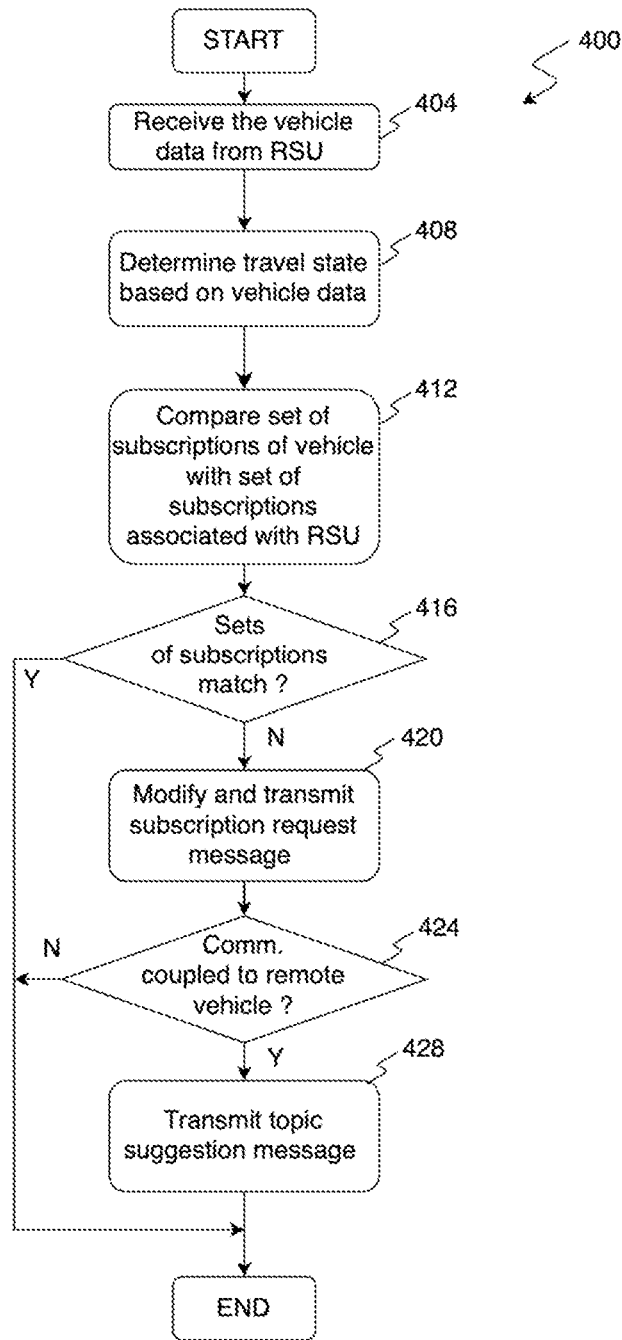 START
400
404
Receive the vehicle
data from RSU
408
Determine travel state
based on vehicle data
412
Compare set of
subscriptions of vehicle
with set of
subscriptions
associated with RSU
416
Sets
of subscriptions
match ?
Y
N
420
Modify and transmit
subscription request
message
424
N
Comm.
coupled to remote
vehicle ?
Y
428
Transmit topic
suggestion message
END